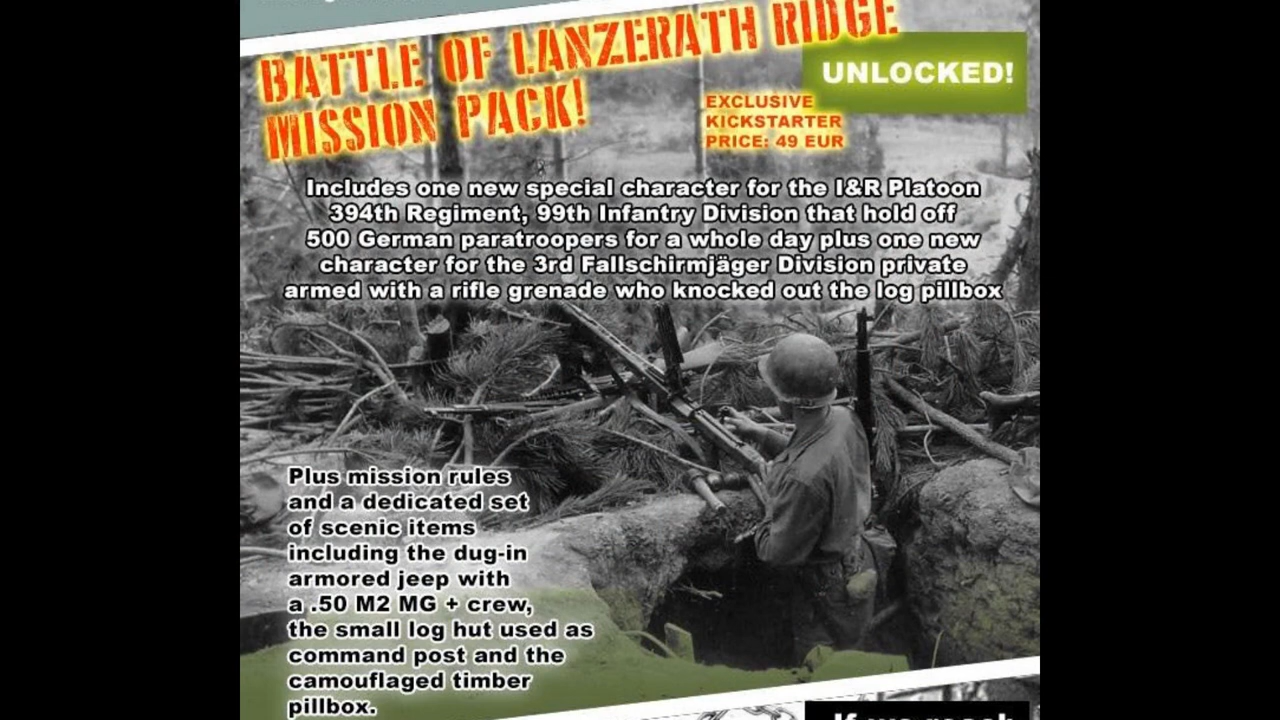 BATTLE OF LANZERATH RIDGE
MISSION PACK!
UNLOCKED!
EXCLUSIVE
KICKSTARTER
PRICE: 49 EUR
Includes one new special character for the I&R Platoon
394th Regiment, 99th Infantry Division that hold off
500 German paratroopers for a whole day plus one new
character for the 3rd Fallschirmjäger Division private
armed with a rifle grenade who knocked out the log pillbox
Plus mission rules
and a dedicated set
of scenic items
including the dug-in
armored jeep with
a .50 M2 MG + crew,
the small log hut used as
command post and the
camouflaged timber
pillbox.
If we reach